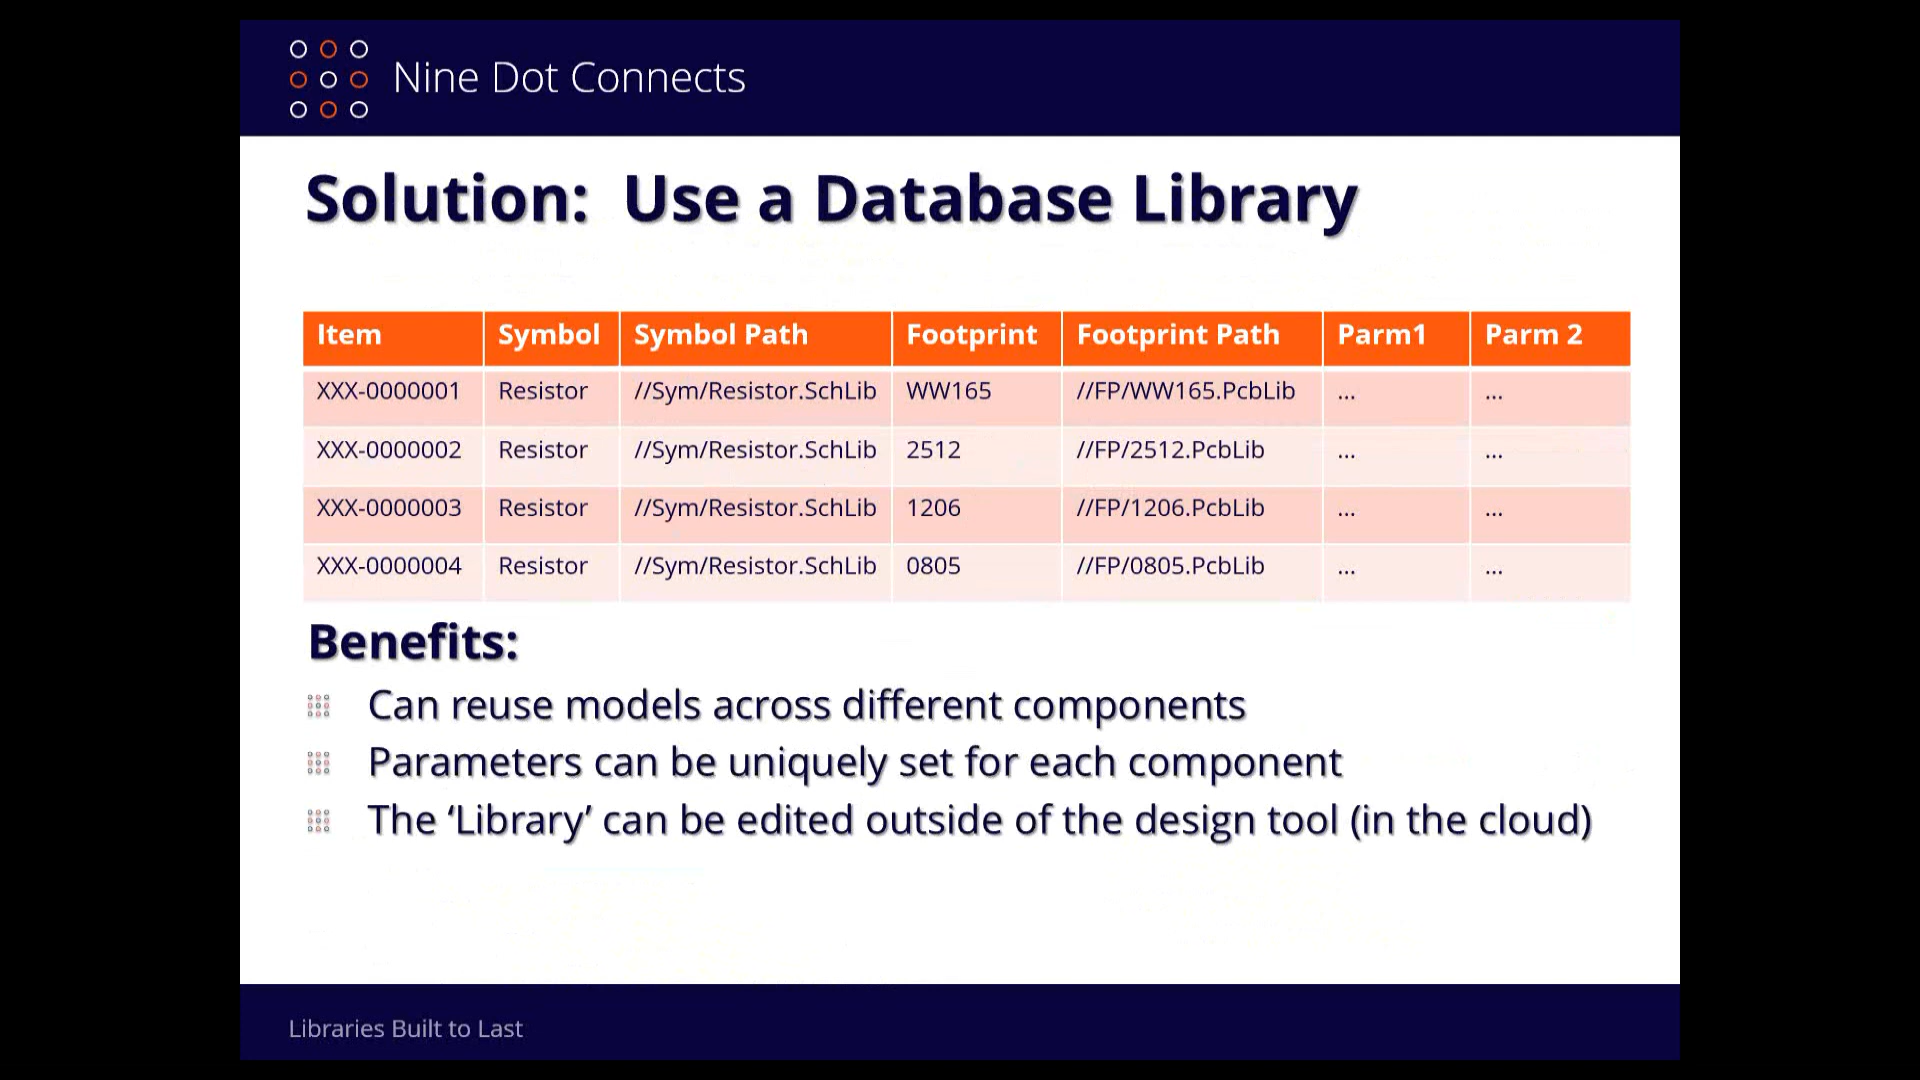 Nine Dot Connects
Solution:  Use a Database Library
Item Symbol Symbol Path Footprint Footprint Path Parm1 Parm 2
XXX-0000001 Resistor //Sym/Resistor.SchLib WW165 //FP/WW165.PcbLib ... ...
XXX-0000002 Resistor //Sym/Resistor.SchLib 2512 //FP/2512.PcbLib ... ...
XXX-0000003 Resistor //Sym/Resistor.SchLib 1206 //FP/1206.PcbLib ... ...
XXX-0000004 Resistor //Sym/Resistor.SchLib 0805 //FP/0805.PcbLib ... ...
Benefits:
Can reuse models across different components
Parameters can be uniquely set for each component
The ‘Library’ can be edited outside of the design tool (in the cloud)
Libraries Built to Last